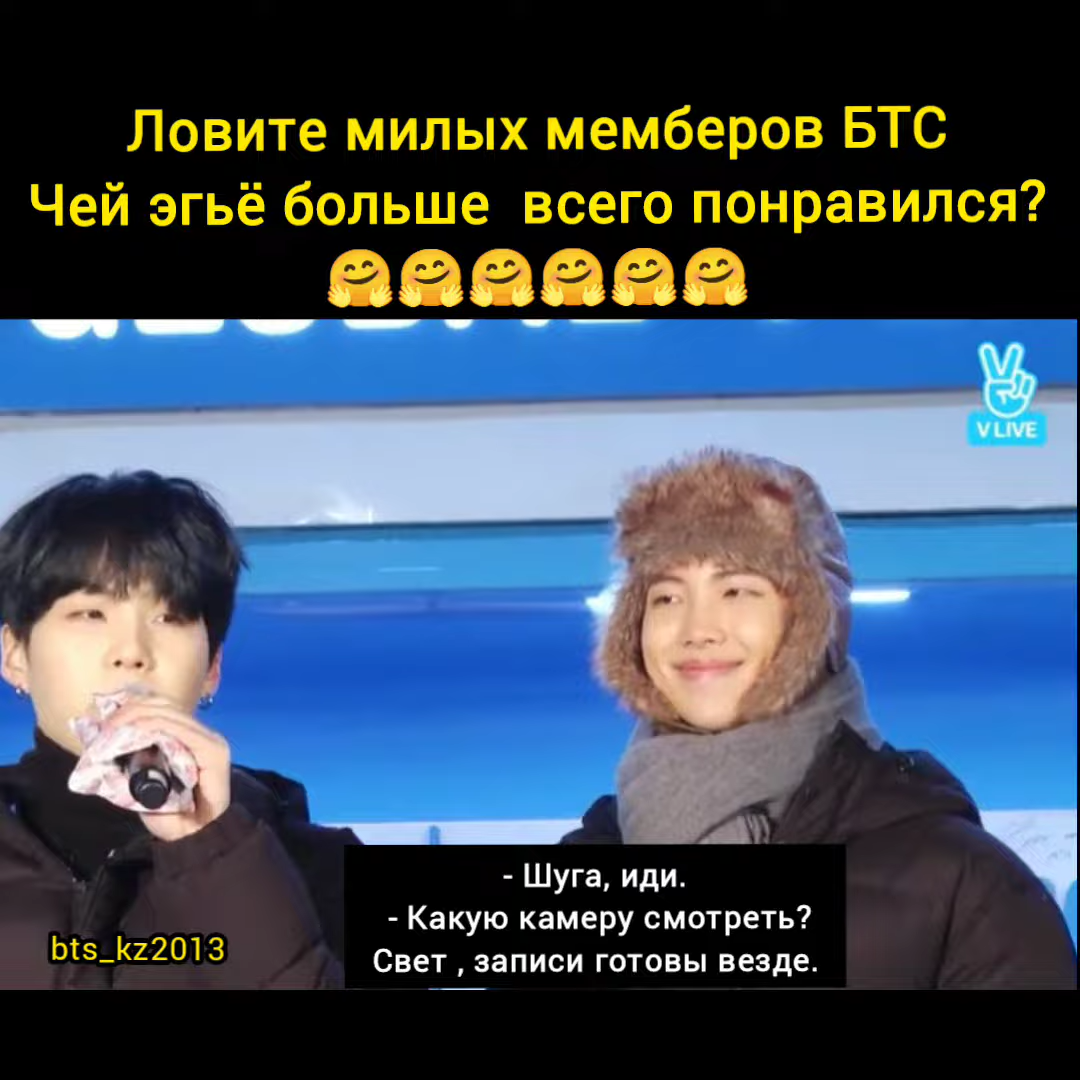 Ловите милых мемберов БТС
Чей эгьё больше всего понравился?
🤗🤗🤗🤗🤗🤗
V LIVE
- Шуга, иди.
- Какую камеру смотреть?
Свет , записи готовы везде.
bts_kz2013